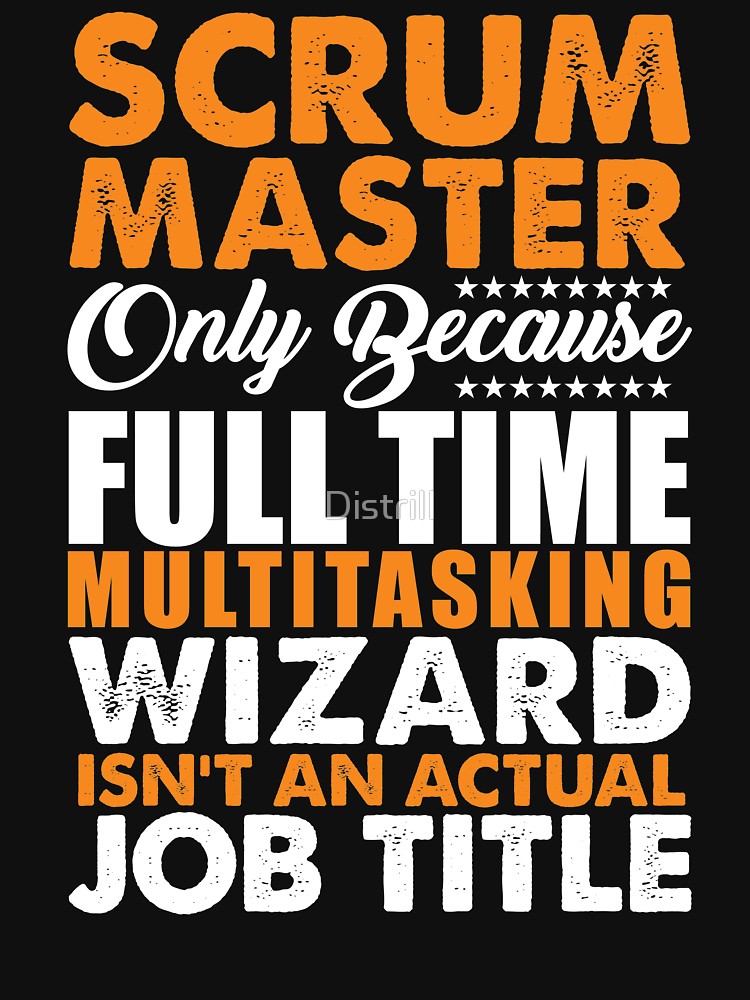 SCRUM
MASTER
Only Because
FULL TIME
Distrill
MULTITASKING
WIZARD
ISN'T AN ACTUAL
JOB TITLE